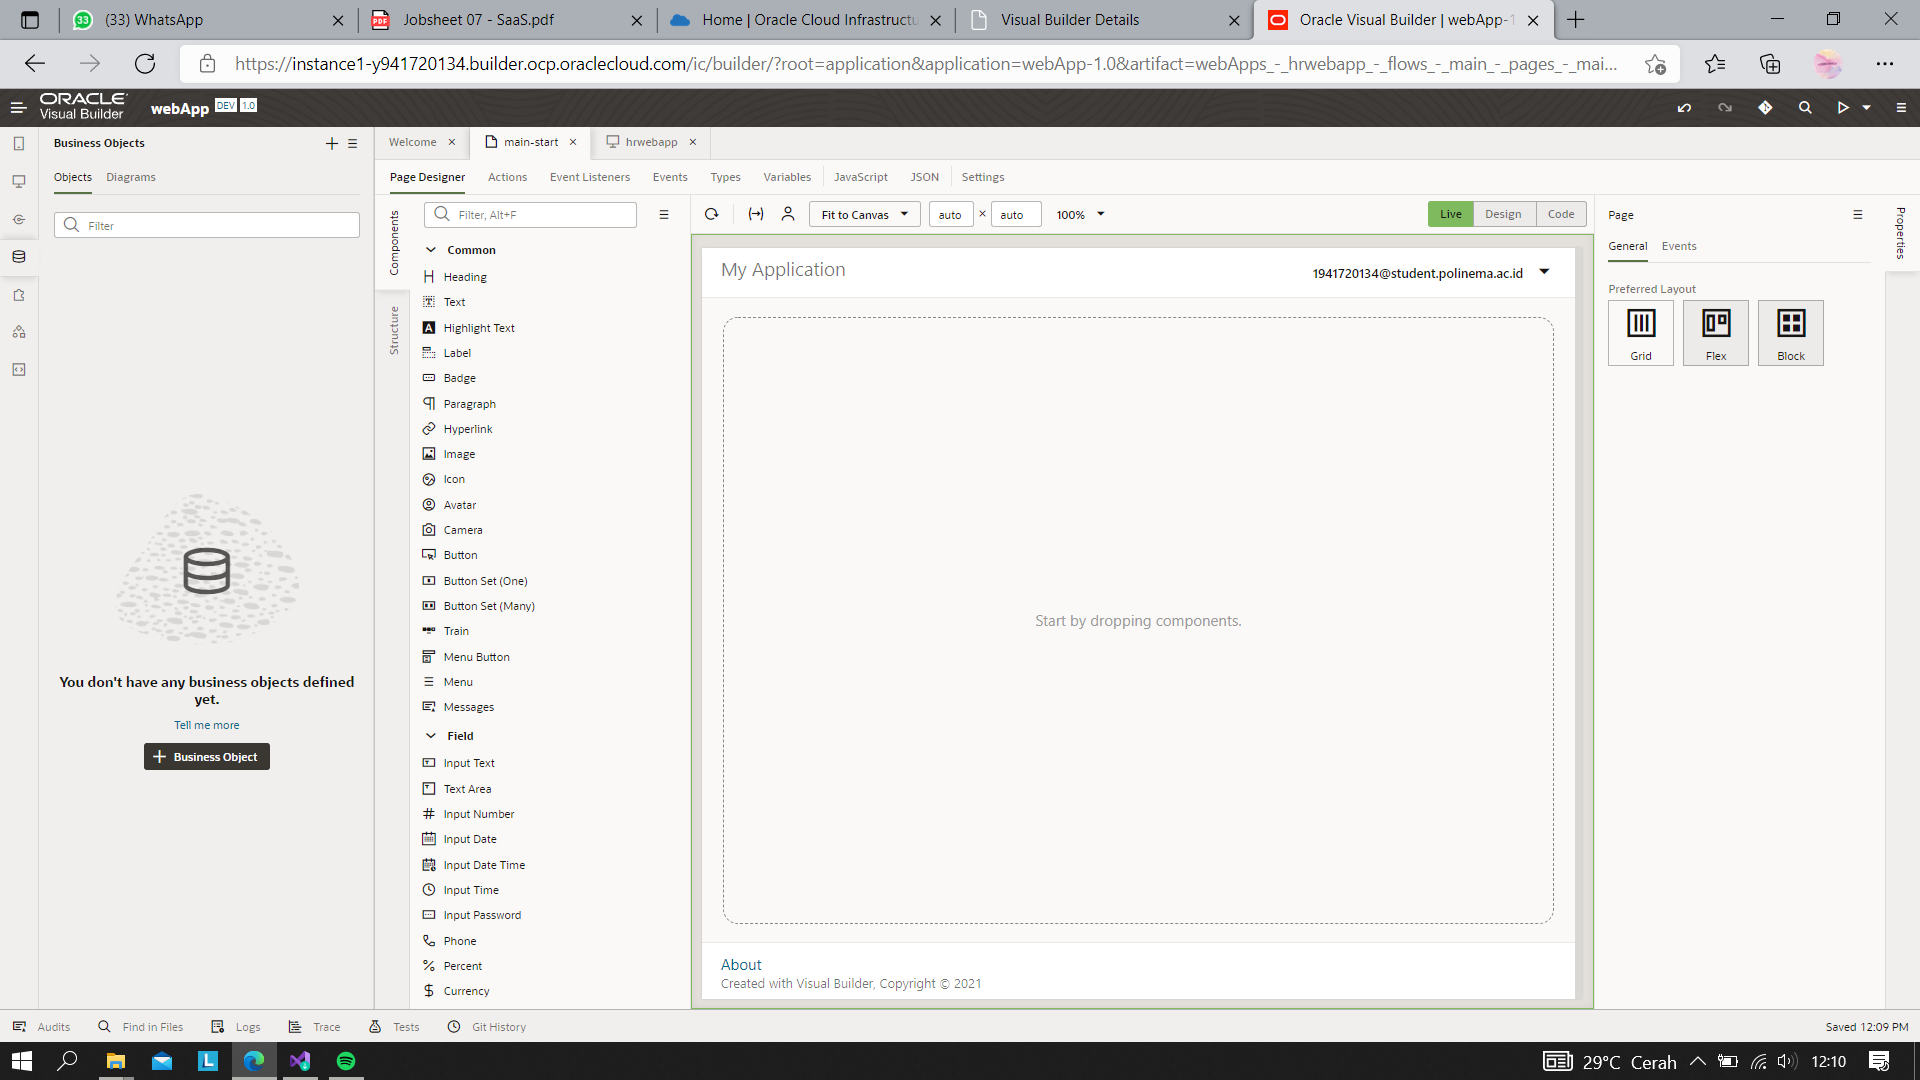 (33) WhatsApp
Jobsheet 07 - SaaS.pdf
Home | Oracle Cloud Infrastructu
Visual Builder Details
Oracle Visual Builder | webApp-1
https://instance1-y941720134.builder.ocp.oraclecloud.com/ic/builder/?root=application&application=webApp-1.0&artifact=webApps_-_hrwebapp_-_flows_-_main_-_pages_-_mai...
ORACLE
Visual Builder
webApp DEV 1.0
Business Objects
Objects
Diagrams
Filter
You don't have any business objects defined
yet.
Tell me more
Business Object
Welcome
main-start
hrwebapp
Page Designer
Actions
Event Listeners
Events
Types
Variables
JavaScript
JSON
Settings
Components
Structure
Filter, Alt+F
Common
Heading
Text
Highlight Text
Label
Badge
Paragraph
Hyperlink
Image
Icon
Avatar
Camera
Button
Button Set (One)
Button Set (Many)
Train
Menu Button
Menu
Messages
Field
Input Text
Text Area
Input Number
Input Date
Input Date Time
Input Time
Input Password
Phone
Percent
Currency
Fit to Canvas
auto × auto
100%
Live
Design
Code
My Application
1941720134@student.polinema.ac.id
Start by dropping components.
About
Created with Visual Builder, Copyright © 2021
Page
General
Events
Preferred Layout
Grid
Flex
Block
Properties
Audits
Find in Files
Logs
Trace
Tests
Git History
Saved 12:09 PM
29°C Cerah
12:10